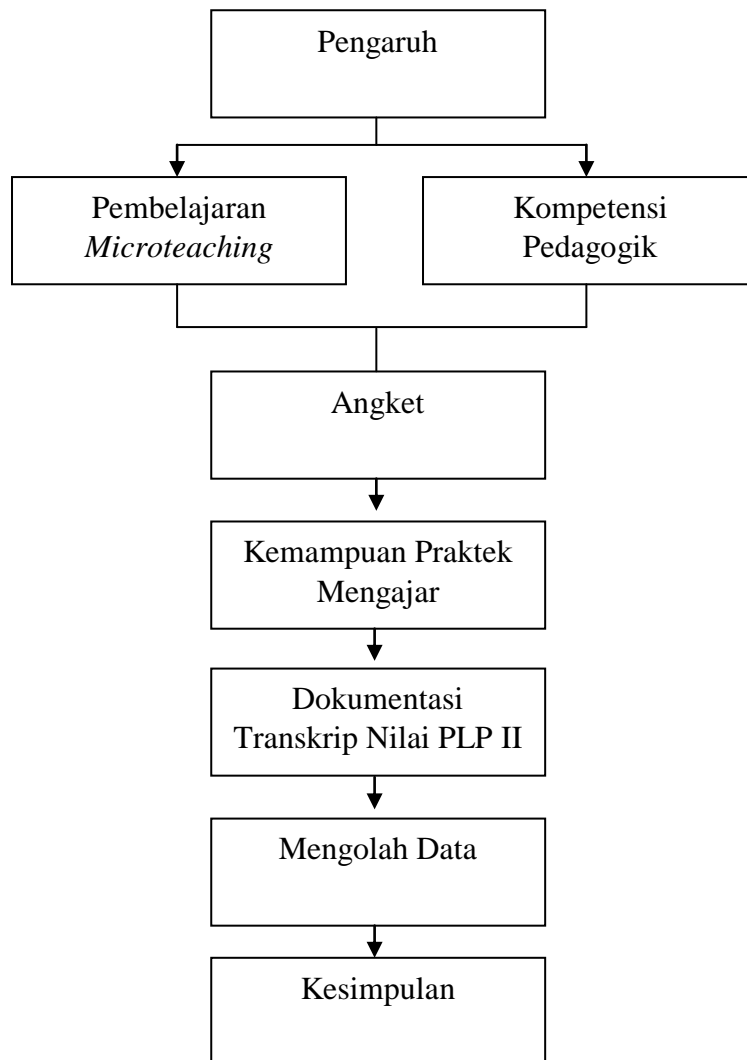 Pengaruh
Pembelajaran
Microteaching
Kompetensi
Pedagogik
Angket
Kemampuan Praktek
Mengajar
Dokumentasi
Transkrip Nilai PLP II
Mengolah Data
Kesimpulan